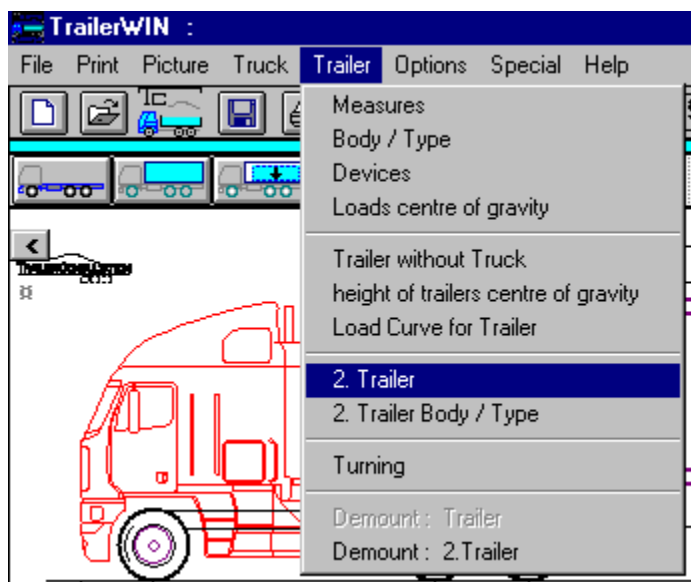 TrailerWIN :
File Print Picture Truck Trailer Options Special Help
Measures
Body / Type
Devices
Loads centre of gravity
Trailer without Truck
height of trailers centre of gravity
Load Curve for Trailer
2. Trailer
2. Trailer Body / Type
Turning
Demount : Trailer
Demount : 2.Trailer